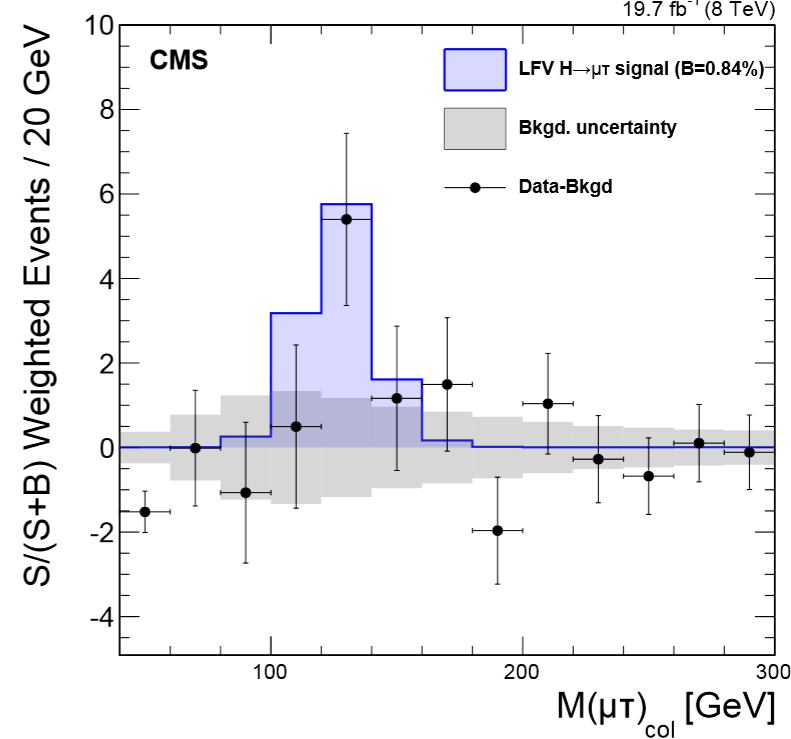 19.7 fb⁻¹ (8 TeV)
CMS
LFV H→μτ signal (B=0.84%)
Bkgd. uncertainty
Data-Bkgd
S/(S+B) Weighted Events / 20 GeV
10
8
6
4
2
0
-2
-4
100
200
300
M(μτ)col [GeV]